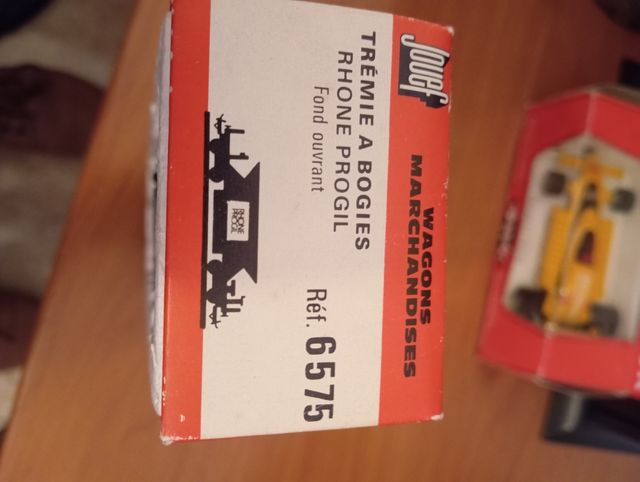 Jouef
WAGONS
MARCHANDISES
TRÉMIE A BOGIES
RHONE PROGIL
Fond ouvrant
RHONE
PROGIL
Réf. 6575